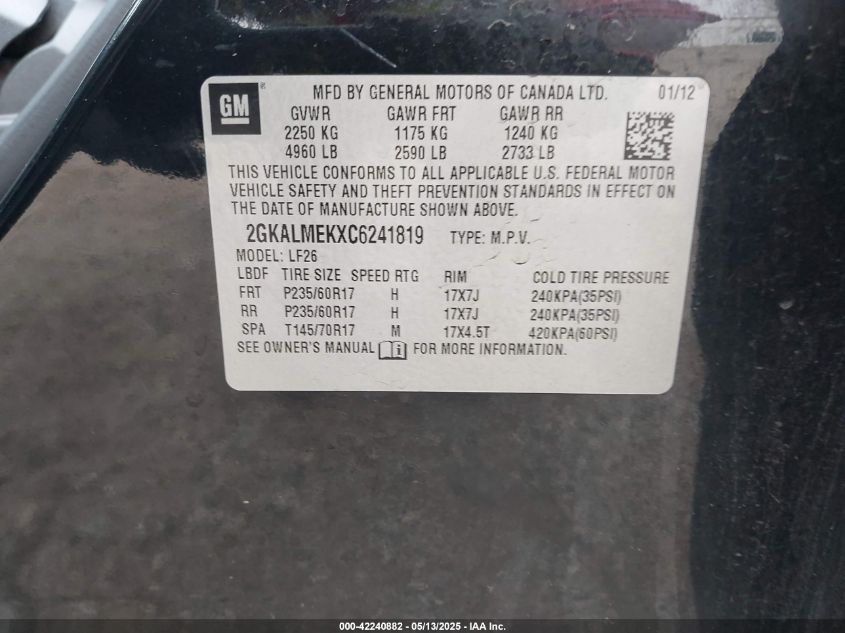 GM ® MFD BY GENERAL MOTORS OF CANADA LTD. 01/12
GVWR GAWR FRT GAWR RR
2250 KG 1175 KG 1240 KG
4960 LB 2590 LB 2733 LB
THIS VEHICLE CONFORMS TO ALL APPLICABLE U.S. FEDERAL MOTOR
VEHICLE SAFETY AND THEFT PREVENTION STANDARDS IN EFFECT ON
THE DATE OF MANUFACTURE SHOWN ABOVE.
2GKALMEKXC6241819 TYPE: M.P.V.
MODEL: LF26
LBDF TIRE SIZE SPEED RTG RIM COLD TIRE PRESSURE
FRT P235/60R17 H 17X7J 240KPA(35PSI)
RR P235/60R17 H 17X7J 240KPA(35PSI)
SPA T145/70R17 M 17X4.5T 420KPA(60PSI)
SEE OWNER'S MANUAL FOR MORE INFORMATION.
000-42240882 - 05/13/2025 - IAA Inc.